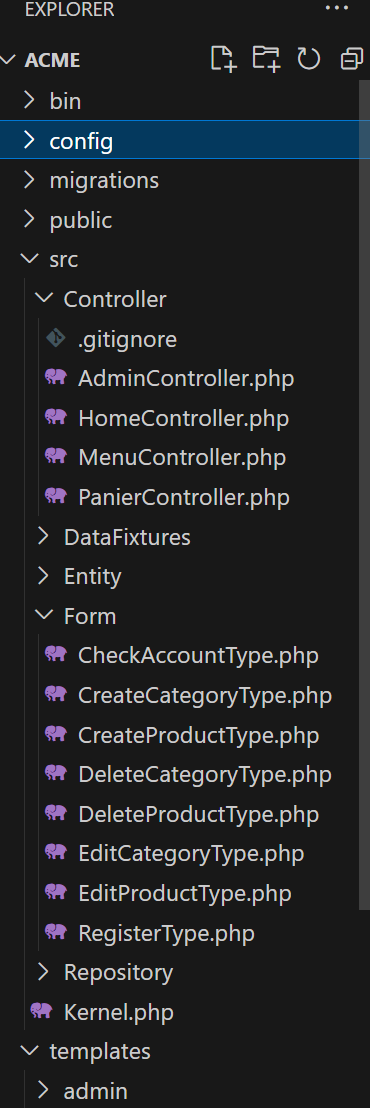 EXPLORER
ACME
bin
config
migrations
public
src
Controller
.gitignore
AdminController.php
HomeController.php
MenuController.php
PanierController.php
DataFixtures
Entity
Form
CheckAccountType.php
CreateCategoryType.php
CreateProductType.php
DeleteCategoryType.php
DeleteProductType.php
EditCategoryType.php
EditProductType.php
RegisterType.php
Repository
Kernel.php
templates
admin